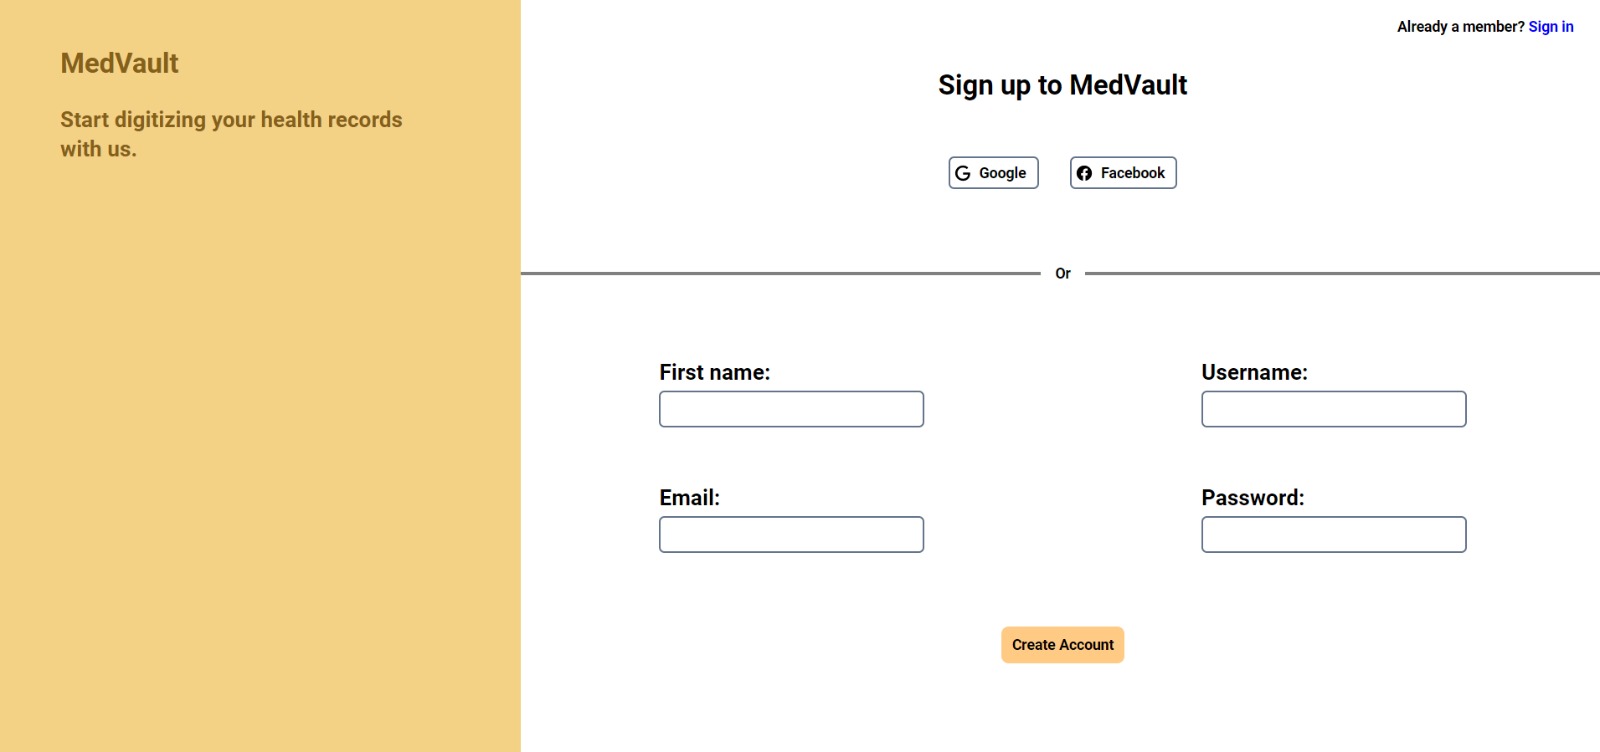 MedVault
Start digitizing your health records
with us.
Already a member? Sign in
Sign up to MedVault
Google
Facebook
Or
First name:
Username:
Email:
Password:
Create Account